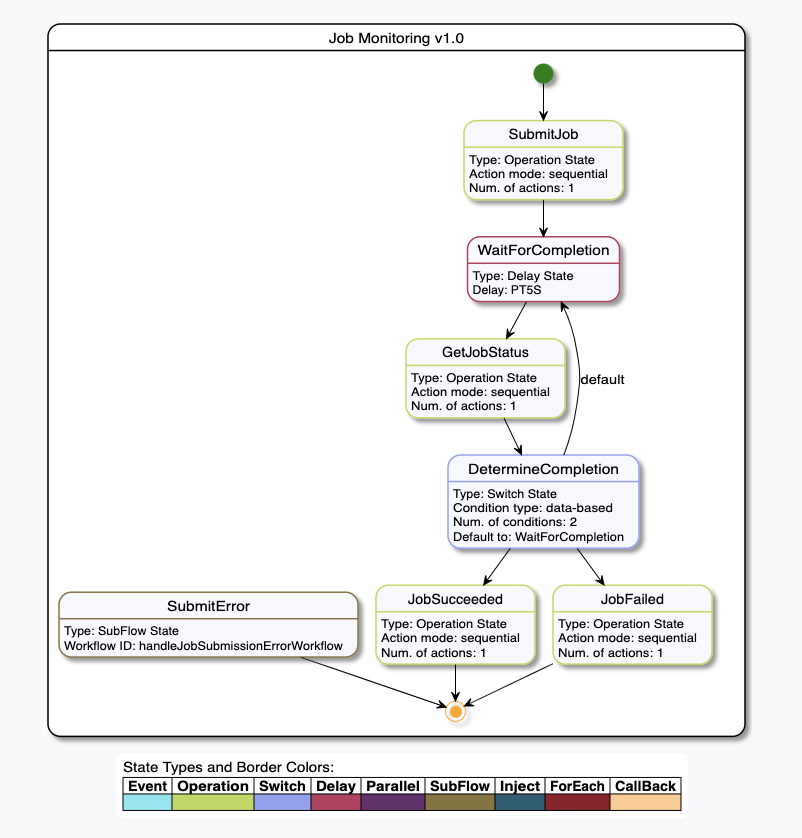 Job Monitoring v1.0
SubmitJob
Type: Operation State
Action mode: sequential
Num. of actions: 1
WaitForCompletion
Type: Delay State
Delay: PT5S
GetJobStatus
Type: Operation State
Action mode: sequential
Num. of actions: 1
default
DetermineCompletion
Type: Switch State
Condition type: data-based
Num. of conditions: 2
Default to: WaitForCompletion
SubmitError
Type: SubFlow State
Workflow ID: handleJobSubmissionErrorWorkflow
JobSucceeded
Type: Operation State
Action mode: sequential
Num. of actions: 1
JobFailed
Type: Operation State
Action mode: sequential
Num. of actions: 1
State Types and Border Colors:
Event Operation Switch Delay Parallel SubFlow Inject ForEach CallBack